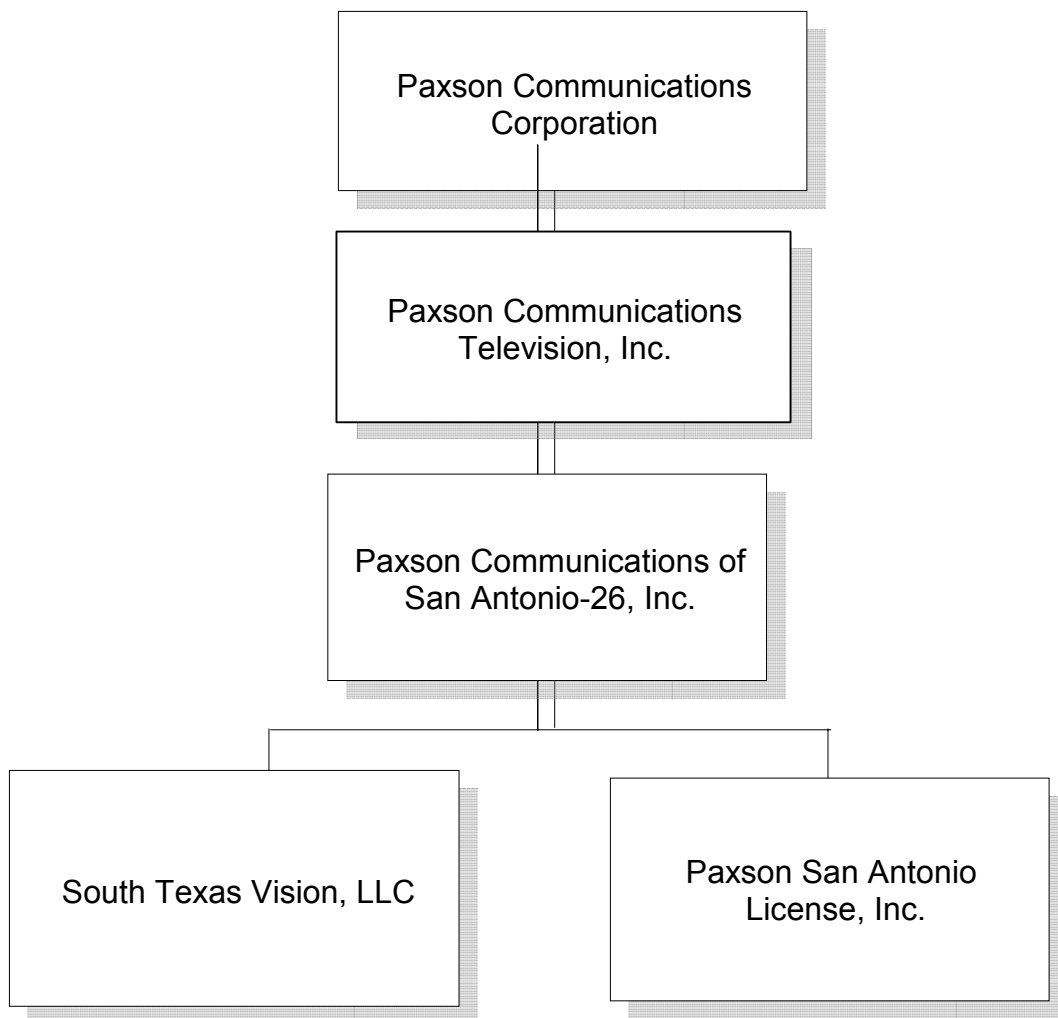 Paxson Communications
Corporation
Paxson Communications
Television, Inc.
Paxson Communications of
San Antonio-26, Inc.
South Texas Vision, LLC
Paxson San Antonio
License, Inc.